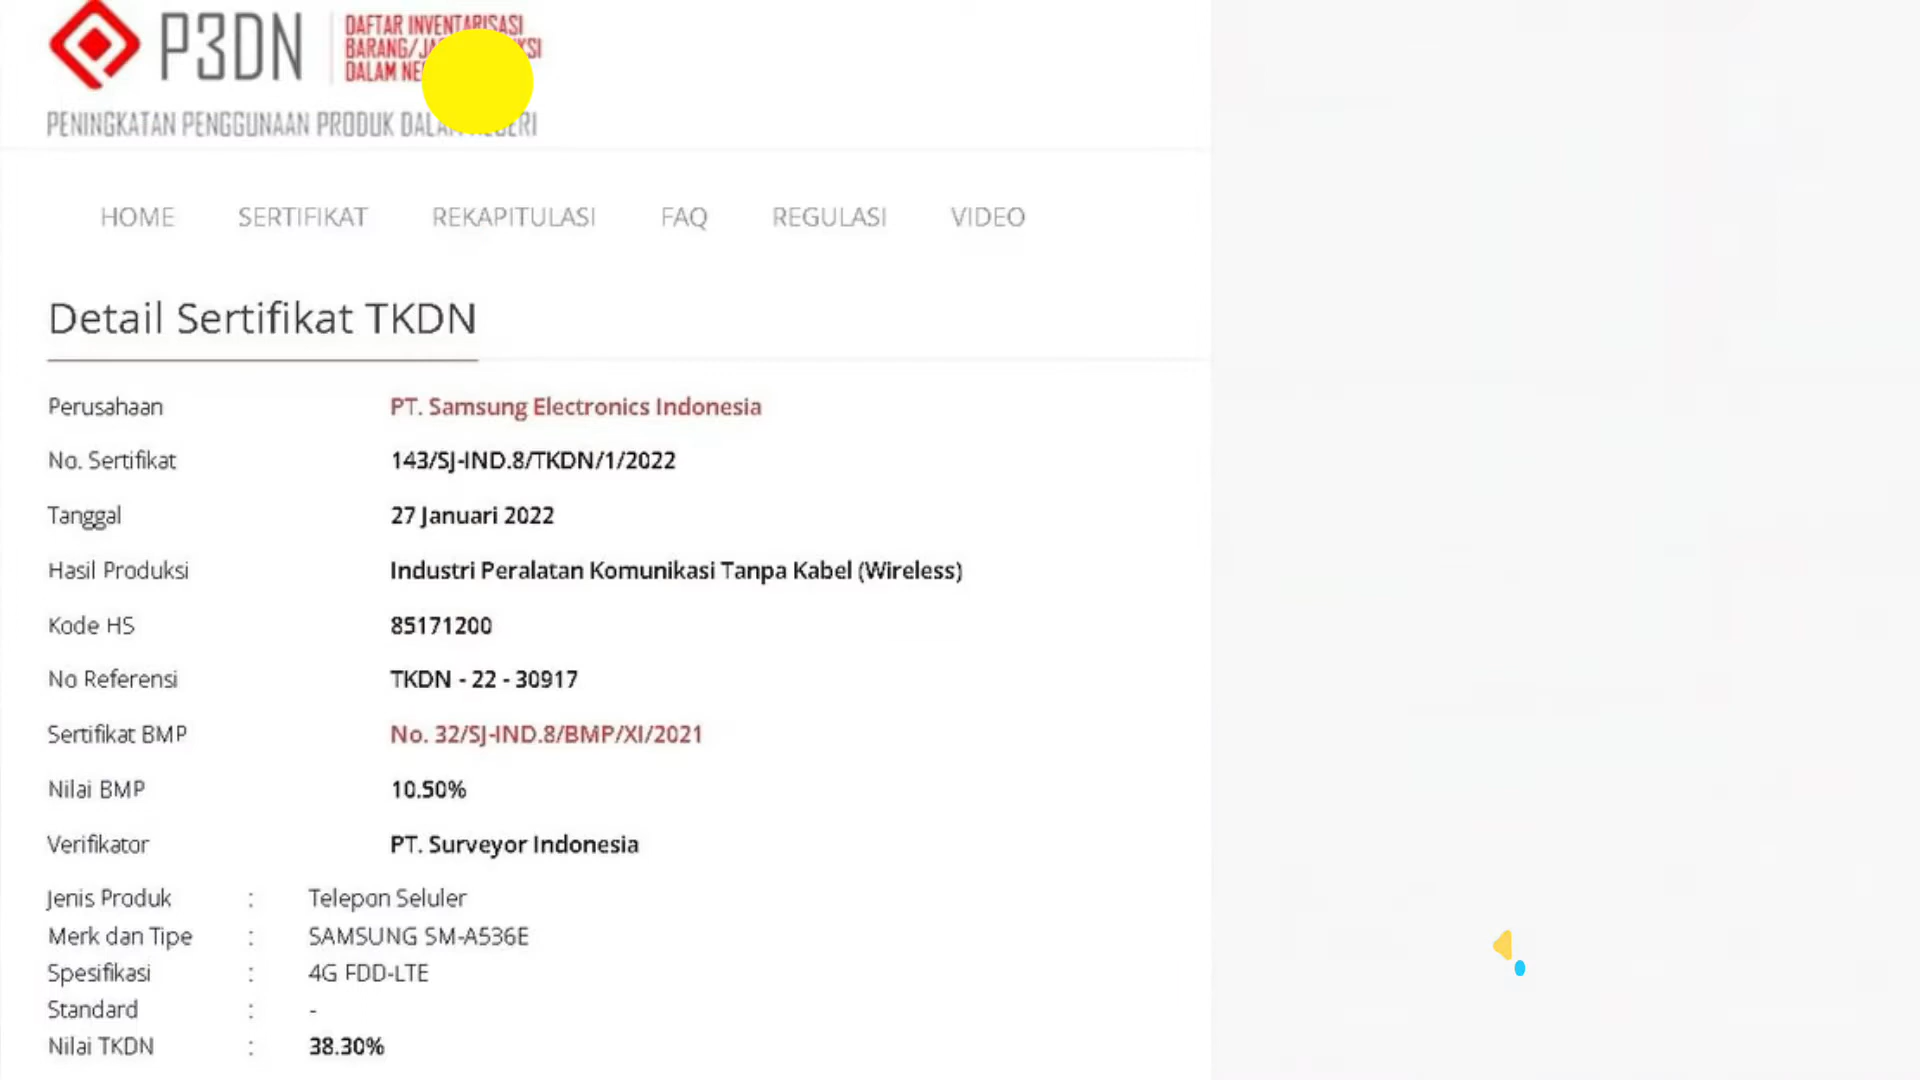 P3DN
DAFTAR INVENTARISASI
BARANG/
DALAM
PENINGKATAN PENGGUNAAN PRODUK
HOME SERTIFIKAT REKAPITULASI FAQ REGULASI VIDEO
Detail Sertifikat TKDN
Perusahaan PT. Samsung Electronics Indonesia
No. Sertifikat 143/SJ-IND.8/TKDN/1/2022
Tanggal 27 Januari 2022
Hasil Produksi Industri Peralatan Komunikasi Tanpa Kabel (Wireless)
Kode HS 85171200
No Referensi TKDN - 22 - 30917
Sertifikat BMP No. 32/SJ-IND.8/BMP/XI/2021
Nilai BMP 10.50%
Verifikator PT. Surveyor Indonesia
Jenis Produk : Telepon Seluler
Merk dan Tipe : SAMSUNG SM-A536E
Spesifikasi : 4G FDD-LTE
Standard : -
Nilai TKDN : 38.30%